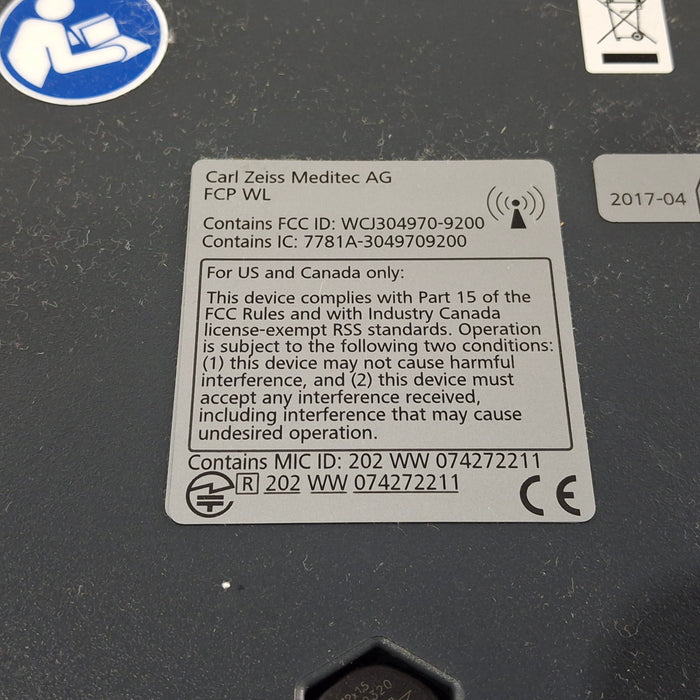 Carl Zeiss Meditec AG
FCP WL
Contains FCC ID: WCJ304970-9200
Contains IC: 7781A-3049709200
2017-04
For US and Canada only:
This device complies with Part 15 of the
FCC Rules and with Industry Canada
license-exempt RSS standards. Operation
is subject to the following two conditions:
(1) this device may not cause harmful
interference, and (2) this device must
accept any interference received,
including interference that may cause
undesired operation.
Contains MIC ID: 202 WW 074272211
R 202 WW 074272211
CE